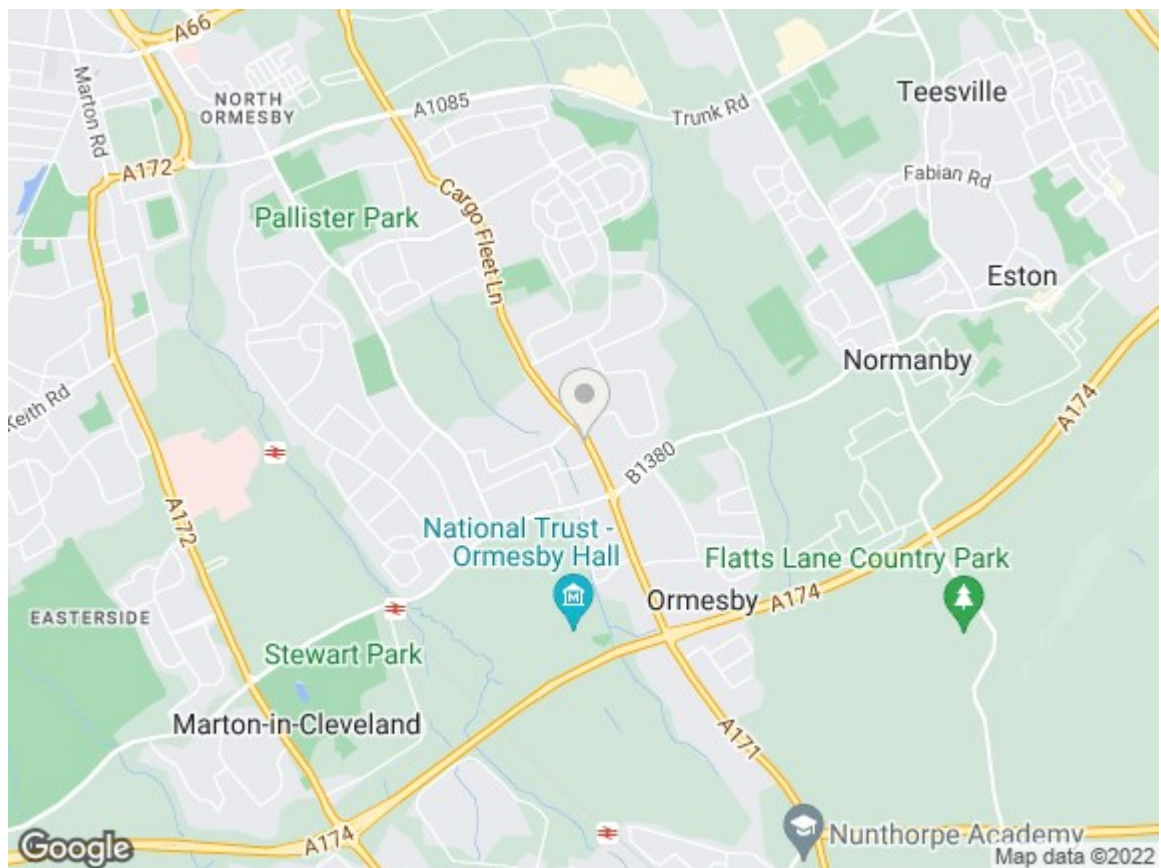 A66
Marton Rd
NORTH
ORMESBY
A1085
Trunk Rd
Teesville
A172
Fabian Rd
Pallister Park
Cargo Fleet Ln
Eston
Normanby
Keith Rd
A174
B1380
A172
National Trust -
Ormesby Hall
Flatts Lane Country Park
EASTERSIDE
Ormesby
A174
Stewart Park
Marton-in-Cleveland
A171
A174
Nunthorpe Academy
Google
Map data ©2022